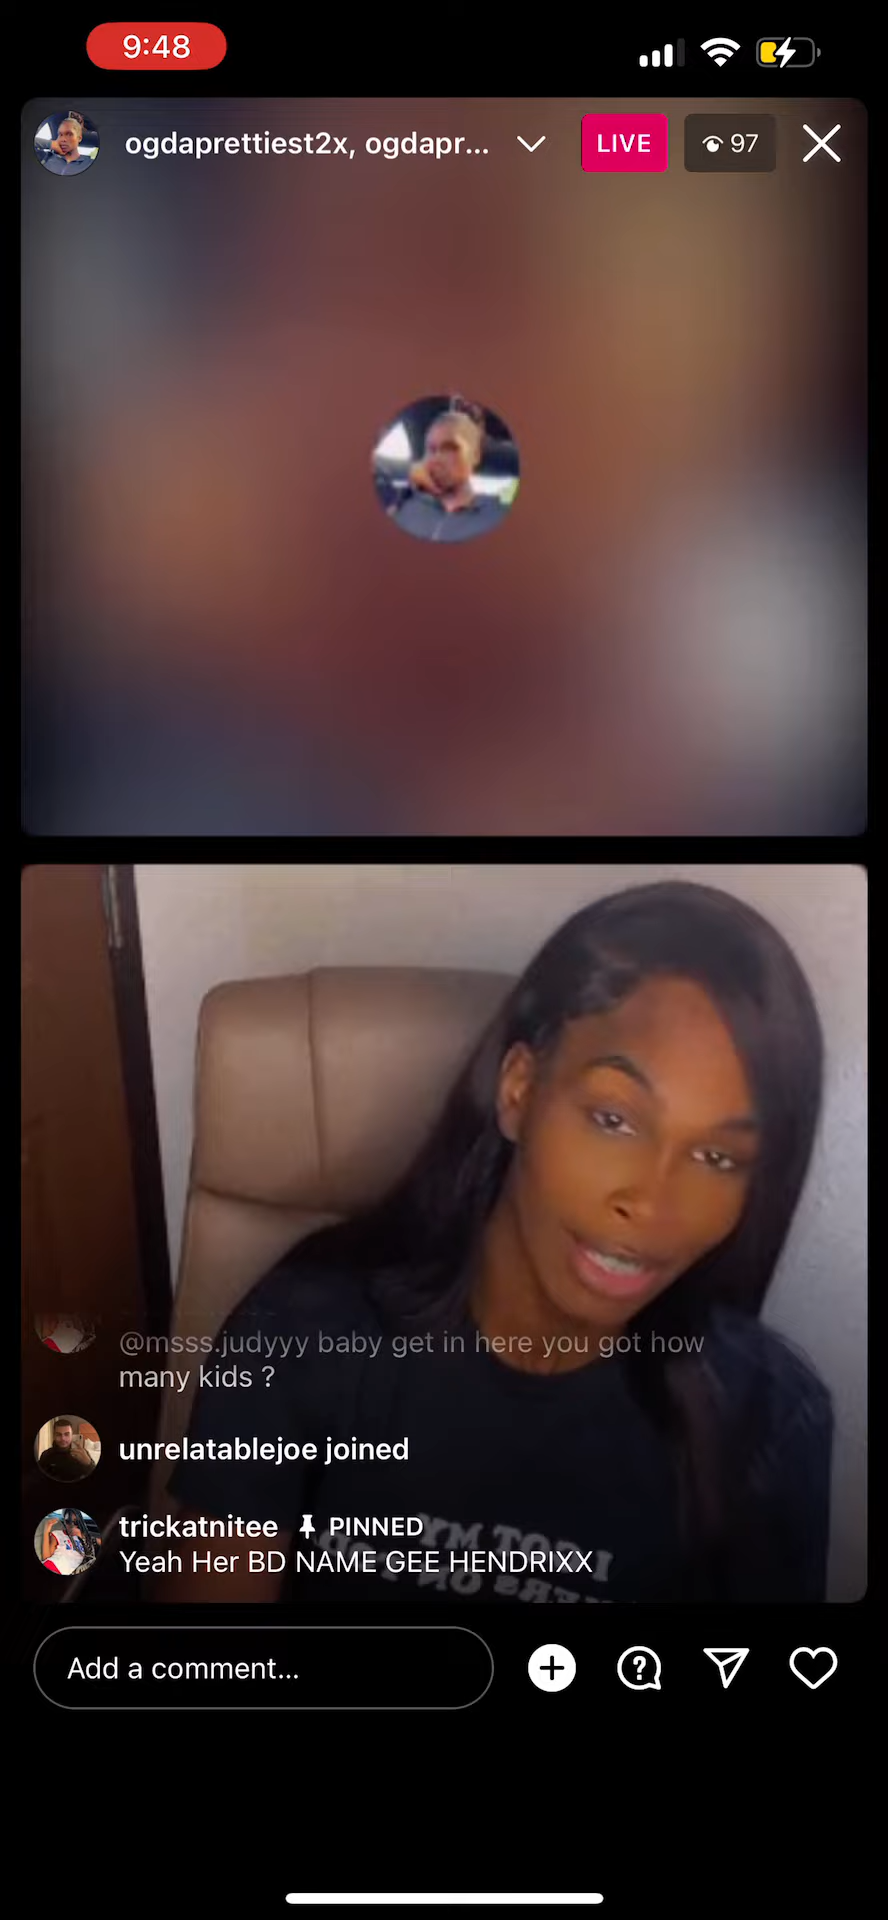 9:48
ogdaprettiest2x, ogdapr...
LIVE
97
@msss.judyyy baby get in here you got how
many kids ?
unrelatablejoe joined
trickatnitee PINNED
Yeah Her BD NAME GEE HENDRIXX
Add a comment...